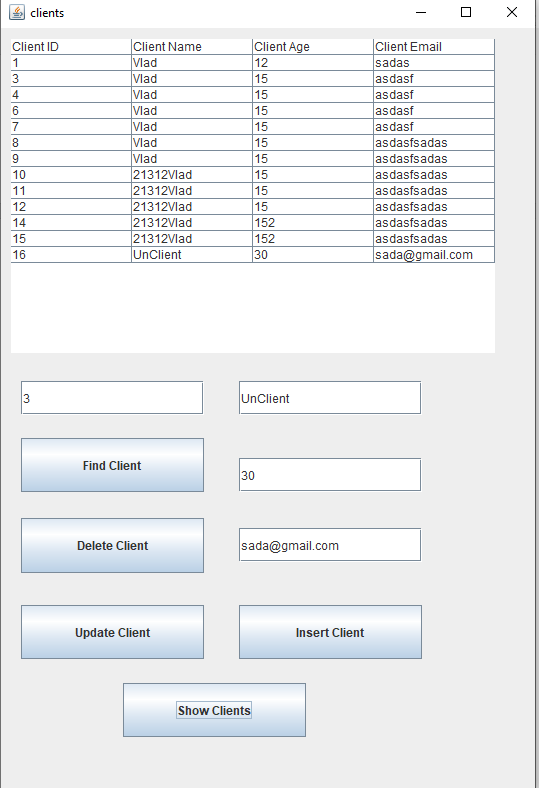 clients
Client ID Client Name Client Age Client Email
1 Vlad 12 sadas
3 Vlad 15 asdasf
4 Vlad 15 asdasf
6 Vlad 15 asdasf
7 Vlad 15 asdasf
8 Vlad 15 asdasfsadas
9 Vlad 15 asdasfsadas
10 21312Vlad 15 asdasfsadas
11 21312Vlad 15 asdasfsadas
12 21312Vlad 15 asdasfsadas
14 21312Vlad 152 asdasfsadas
15 21312Vlad 152 asdasfsadas
16 UnClient 30 sada@gmail.com
3 UnClient
Find Client
30
Delete Client
sada@gmail.com
Update Client Insert Client
Show Clients